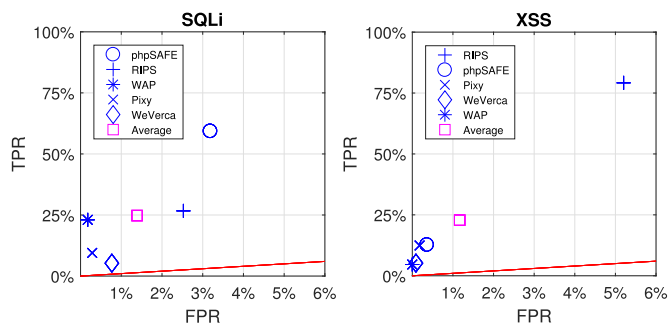 SQLi
100%
75%
50%
25%
0%
TPR
phpSAFE
RIPS
WAP
Pixy
WeVerca
Average
1% 2% 3% 4% 5% 6%
FPR
XSS
100%
75%
50%
25%
0%
TPR
RIPS
phpSAFE
Pixy
WeVerca
WAP
Average
1% 2% 3% 4% 5% 6%
FPR